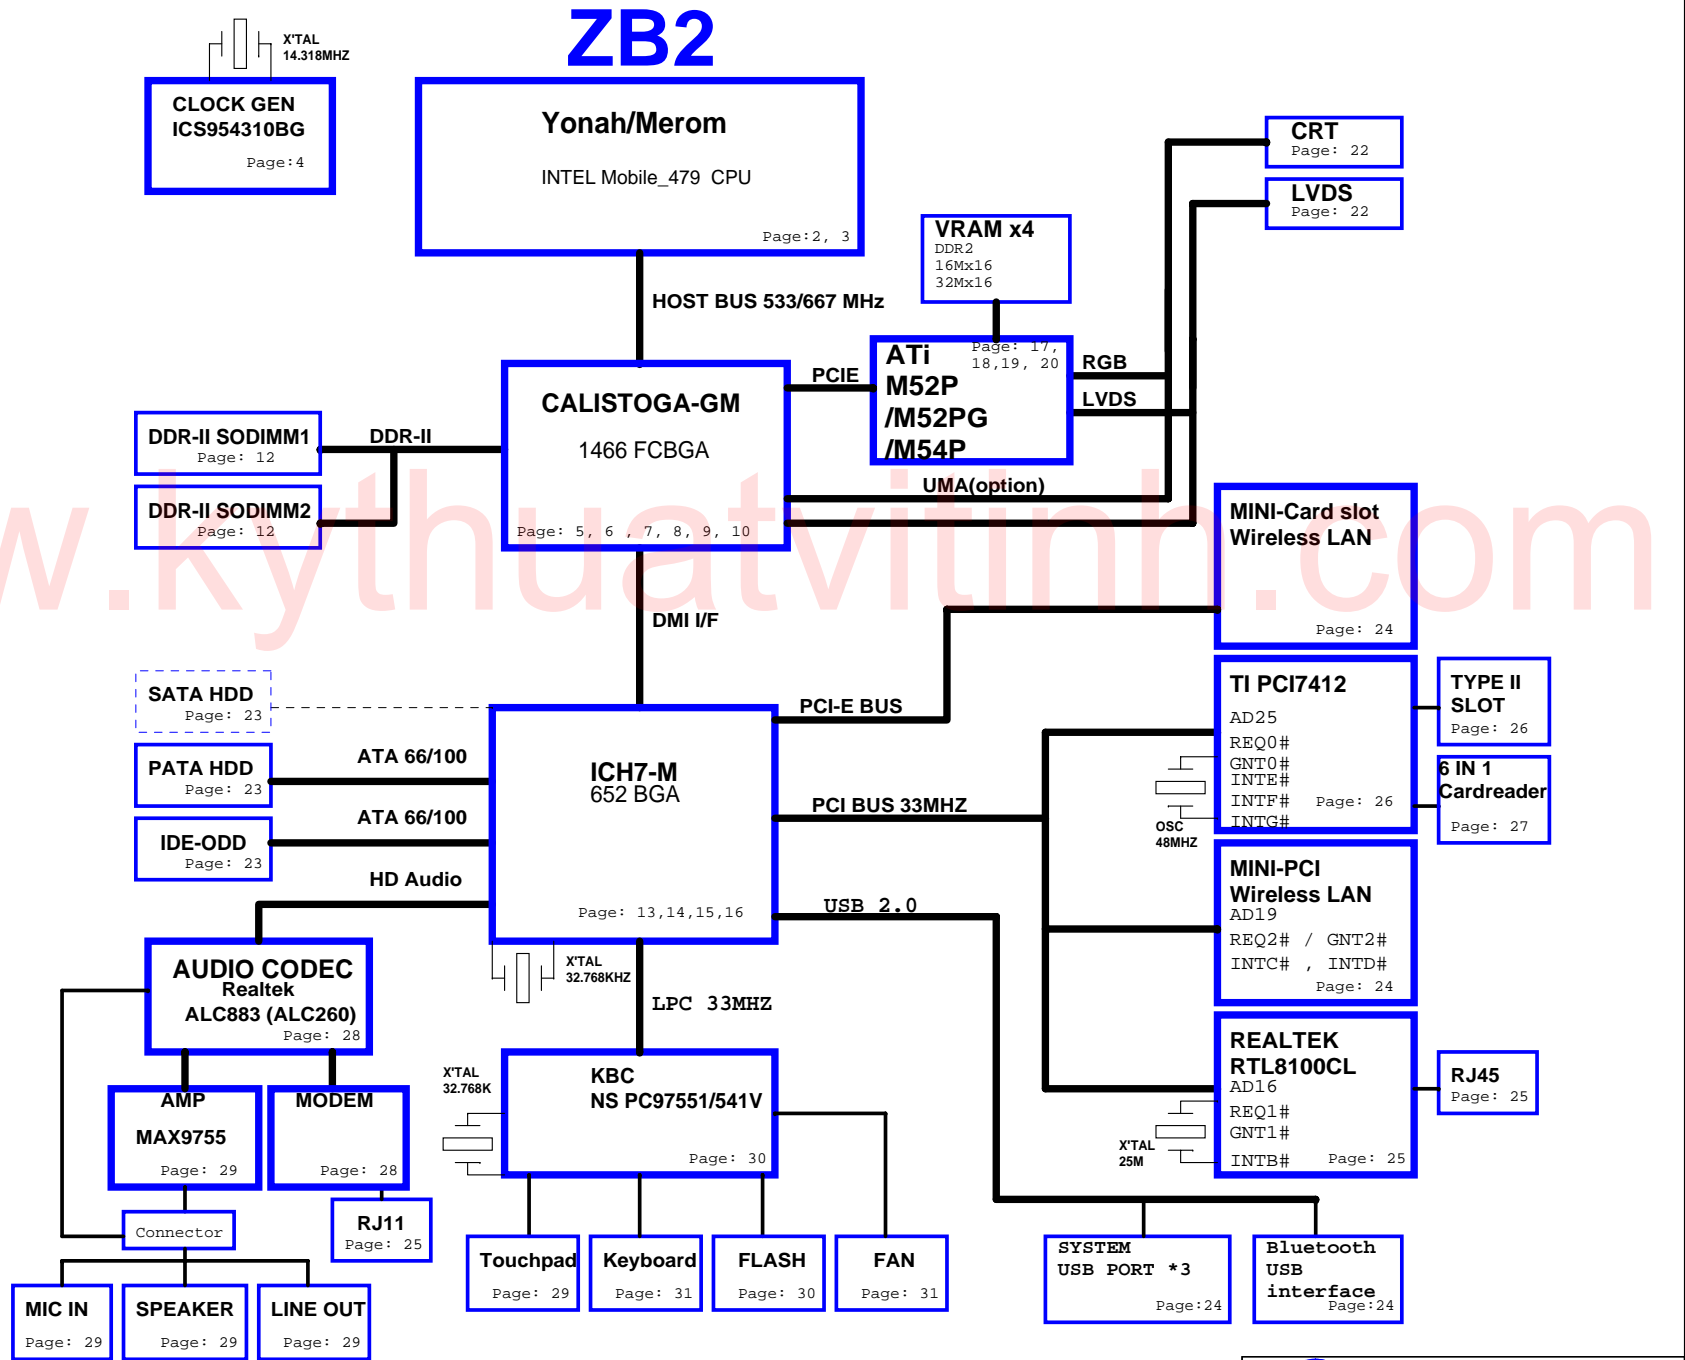 ZB2
X'TAL
14.318MHZ
CLOCK GEN
ICS954310BG
Page:4
Yonah/Merom
INTEL Mobile_479 CPU
Page:2, 3
CRT
Page: 22
LVDS
Page: 22
VRAM x4
DDR2
16Mx16
32Mx16
HOST BUS 533/667 MHz
ATi
M52P
/M52PG
/M54P
Page: 17,
18,19, 20
RGB
LVDS
PCIE
CALISTOGA-GM
1466 FCBGA
Page: 5, 6 , 7, 8, 9, 10
DDR-II SODIMM1
Page: 12
DDR-II
DDR-II SODIMM2
Page: 12
UMA(option)
MINI-Card slot
Wireless LAN
Page: 24
w.kythuatvitinh.com
DMI I/F
SATA HDD
Page: 23
PATA HDD
Page: 23
ATA 66/100
IDE-ODD
Page: 23
ATA 66/100
HD Audio
ICH7-M
652 BGA
Page: 13,14,15,16
PCI-E BUS
PCI BUS 33MHZ
USB 2.0
TI PCI7412
AD25
REQ0#
GNT0#
INTE#
INTF#
INTG#
Page: 26
OSC
48MHZ
TYPE II
SLOT
Page: 26
6 IN 1
Cardreader
Page: 27
MINI-PCI
Wireless LAN
AD19
REQ2# / GNT2#
INTC# , INTD#
Page: 24
AUDIO CODEC
Realtek
ALC883 (ALC260)
Page: 28
X'TAL
32.768KHZ
LPC 33MHZ
REALTEK
RTL8100CL
AD16
REQ1#
GNT1#
INTB#
Page: 25
X'TAL
25M
RJ45
Page: 25
X'TAL
32.768K
KBC
NS PC97551/541V
Page: 30
AMP
MAX9755
Page: 29
MODEM
Page: 28
Connector
RJ11
Page: 25
MIC IN
Page: 29
SPEAKER
Page: 29
LINE OUT
Page: 29
Touchpad
Page: 29
Keyboard
Page: 31
FLASH
Page: 30
FAN
Page: 31
SYSTEM
USB PORT *3
Page:24
Bluetooth
USB
interface
Page:24